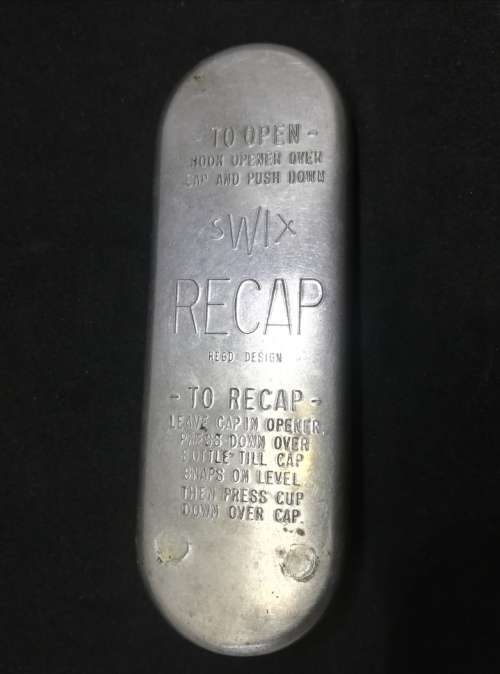 - TO OPEN -
HOOK OPENER OVER
CAP AND PUSH DOWN
SWIX
RECAP
REGD. DESIGN
- TO RECAP -
LEAVE CAP IN OPENER,
PRESS DOWN OVER
BOTTLE TILL CAP
SNAPS ON LEVEL
THEN PRESS CUP
DOWN OVER CAP.